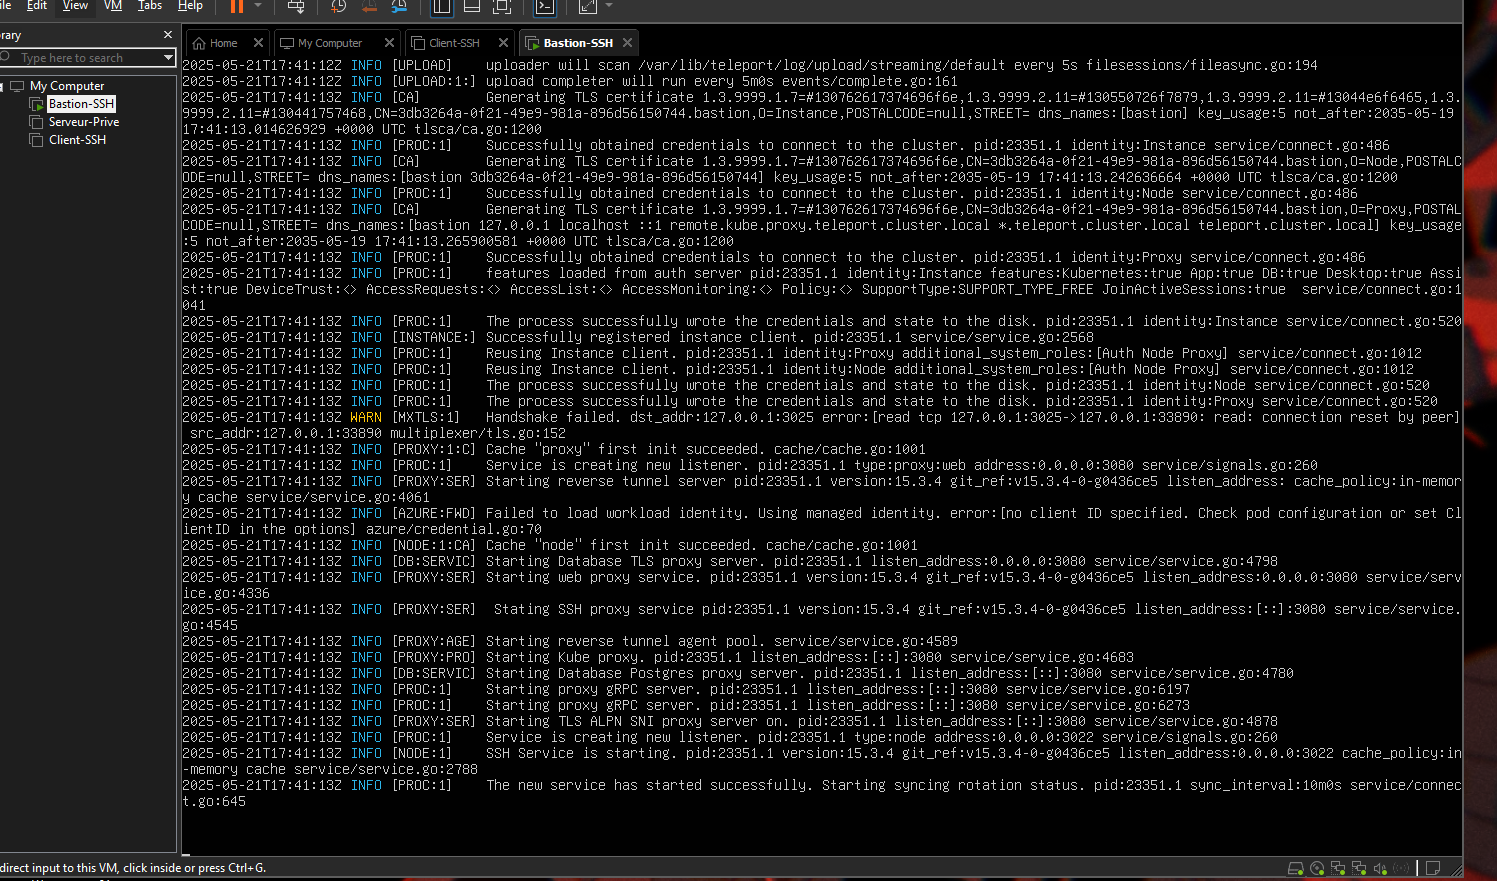 ile Edit View VM Tabs Help
rary
Type here to search
My Computer
Bastion-SSH
Serveur-Prive
Client-SSH
Home My Computer Client-SSH Bastion-SSH
2025-05-21T17:41:12Z INFO [UPLOAD] uploader will scan /var/lib/teleport/log/upload/streaming/default every 5s filesessions/fileasync.go:194
2025-05-21T17:41:12Z INFO [UPLOAD:1:] upload completer will run every 5m0s events/complete.go:161
2025-05-21T17:41:13Z INFO [CA] Generating TLS certificate 1.3.9999.1.7=#130762617374696f6e,1.3.9999.2.11=#130550726f7879,1.3.9999.2.11=#13044e6f6465,1.3.
9999.2.11=#130441757468,CN=3db3264a-0f21-49e9-981a-896d56150744.bastion,O=Instance,POSTALCODE=null,STREET= dns_names:[bastion] key_usage:5 not_after:2035-05-19
17:41:13.014626929 +0000 UTC tlsca/ca.go:1200
2025-05-21T17:41:13Z INFO [PROC:1] Successfully obtained credentials to connect to the cluster. pid:23351.1 identity:Instance service/connect.go:486
2025-05-21T17:41:13Z INFO [CA] Generating TLS certificate 1.3.9999.1.7=#130762617374696f6e,CN=3db3264a-0f21-49e9-981a-896d56150744.bastion,O=Node,POSTALC
ODE=null,STREET= dns_names:[bastion 3db3264a-0f21-49e9-981a-896d56150744] key_usage:5 not_after:2035-05-19 17:41:13.242636664 +0000 UTC tlsca/ca.go:1200
2025-05-21T17:41:13Z INFO [PROC:1] Successfully obtained credentials to connect to the cluster. pid:23351.1 identity:Node service/connect.go:486
2025-05-21T17:41:13Z INFO [CA] Generating TLS certificate 1.3.9999.1.7=#130762617374696f6e,CN=3db3264a-0f21-49e9-981a-896d56150744.bastion,O=Proxy,POSTAL
CODE=null,STREET= dns_names:[bastion 127.0.0.1 localhost ::1 remote.kube.proxy.teleport.cluster.local *.teleport.cluster.local teleport.cluster.local] key_usage
:5 not_after:2035-05-19 17:41:13.265900581 +0000 UTC tlsca/ca.go:1200
2025-05-21T17:41:13Z INFO [PROC:1] Successfully obtained credentials to connect to the cluster. pid:23351.1 identity:Proxy service/connect.go:486
2025-05-21T17:41:13Z INFO [PROC:1] features loaded from auth server pid:23351.1 identity:Instance features:Kubernetes:true App:true DB:true Desktop:true Assi
st:true DeviceTrust:<> AccessRequests:<> AccessList:<> AccessMonitoring:<> Policy:<> SupportType:SUPPORT_TYPE_FREE JoinActiveSessions:true service/connect.go:1
041
2025-05-21T17:41:13Z INFO [PROC:1] The process successfully wrote the credentials and state to the disk. pid:23351.1 identity:Instance service/connect.go:520
2025-05-21T17:41:13Z INFO [INSTANCE:] Successfully registered instance client. pid:23351.1 service/service.go:2568
2025-05-21T17:41:13Z INFO [PROC:1] Reusing Instance client. pid:23351.1 identity:Proxy additional_system_roles:[Auth Node Proxy] service/connect.go:1012
2025-05-21T17:41:13Z INFO [PROC:1] Reusing Instance client. pid:23351.1 identity:Node additional_system_roles:[Auth Node Proxy] service/connect.go:1012
2025-05-21T17:41:13Z INFO [PROC:1] The process successfully wrote the credentials and state to the disk. pid:23351.1 identity:Node service/connect.go:520
2025-05-21T17:41:13Z INFO [PROC:1] The process successfully wrote the credentials and state to the disk. pid:23351.1 identity:Proxy service/connect.go:520
2025-05-21T17:41:13Z WARN [MXTLS:1] Handshake failed. dst_addr:127.0.0.1:3025 error:[read tcp 127.0.0.1:3025->127.0.0.1:33890: read: connection reset by peer]
src_addr:127.0.0.1:33890 multiplexer/tls.go:152
2025-05-21T17:41:13Z INFO [PROXY:1:C] Cache "proxy" first init succeeded. cache/cache.go:1001
2025-05-21T17:41:13Z INFO [PROC:1] Service is creating new listener. pid:23351.1 type:proxy:web address:0.0.0.0:3080 service/signals.go:260
2025-05-21T17:41:13Z INFO [PROXY:SER] Starting reverse tunnel server pid:23351.1 version:15.3.4 git_ref:v15.3.4-0-g0436ce5 listen_address: cache_policy:in-memor
y cache service/service.go:4061
2025-05-21T17:41:13Z INFO [AZURE:FWD] Failed to load workload identity. Using managed identity. error:[no client ID specified. Check pod configuration or set Cl
ientID in the options] azure/credential.go:70
2025-05-21T17:41:13Z INFO [NODE:1:CA] Cache "node" first init succeeded. cache/cache.go:1001
2025-05-21T17:41:13Z INFO [DB:SERVIC] Starting Database TLS proxy server. pid:23351.1 listen_address:0.0.0.0:3080 service/service.go:4798
2025-05-21T17:41:13Z INFO [PROXY:SER] Starting web proxy service. pid:23351.1 version:15.3.4 git_ref:v15.3.4-0-g0436ce5 listen_address:0.0.0.0:3080 service/serv
ice.go:4336
2025-05-21T17:41:13Z INFO [PROXY:SER] Stating SSH proxy service pid:23351.1 version:15.3.4 git_ref:v15.3.4-0-g0436ce5 listen_address:[::]:3080 service/service.
go:4545
2025-05-21T17:41:13Z INFO [PROXY:AGE] Starting reverse tunnel agent pool. service/service.go:4589
2025-05-21T17:41:13Z INFO [PROXY:PRO] Starting Kube proxy. pid:23351.1 listen_address:[::]:3080 service/service.go:4683
2025-05-21T17:41:13Z INFO [DB:SERVIC] Starting Database Postgres proxy server. pid:23351.1 listen_address:[::]:3080 service/service.go:4780
2025-05-21T17:41:13Z INFO [PROC:1] Starting proxy gRPC server. pid:23351.1 listen_address:[::]:3080 service/service.go:6197
2025-05-21T17:41:13Z INFO [PROC:1] Starting proxy gRPC server. pid:23351.1 listen_address:[::]:3080 service/service.go:6273
2025-05-21T17:41:13Z INFO [PROXY:SER] Starting TLS ALPN SNI proxy server on. pid:23351.1 listen_address:[::]:3080 service/service.go:4878
2025-05-21T17:41:13Z INFO [PROC:1] Service is creating new listener. pid:23351.1 type:node address:0.0.0.0:3022 service/signals.go:260
2025-05-21T17:41:13Z INFO [NODE:1] SSH Service is starting. pid:23351.1 version:15.3.4 git_ref:v15.3.4-0-g0436ce5 listen_address:0.0.0.0:3022 cache_policy:in
-memory cache service/service.go:2788
2025-05-21T17:41:13Z INFO [PROC:1] The new service has started successfully. Starting syncing rotation status. pid:23351.1 sync_interval:10m0s service/connec
t.go:645
direct input to this VM, click inside or press Ctrl+G.